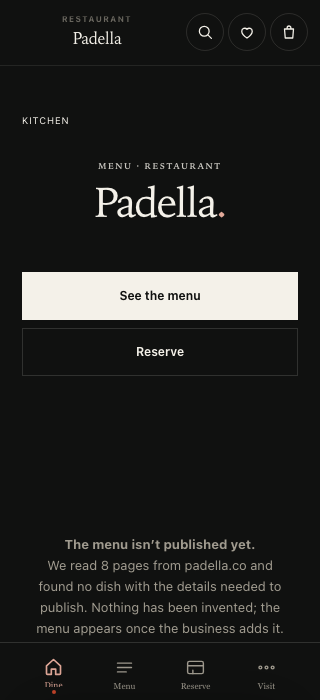 RESTAURANT
Padella
KITCHEN
MENU · RESTAURANT
Padella.
See the menu
Reserve
The menu isn’t published yet.
We read 8 pages from padella.co and
found no dish with the details needed to
publish. Nothing has been invented; the
menu appears once the business adds it.
Dine
Menu
Reserve
Visit